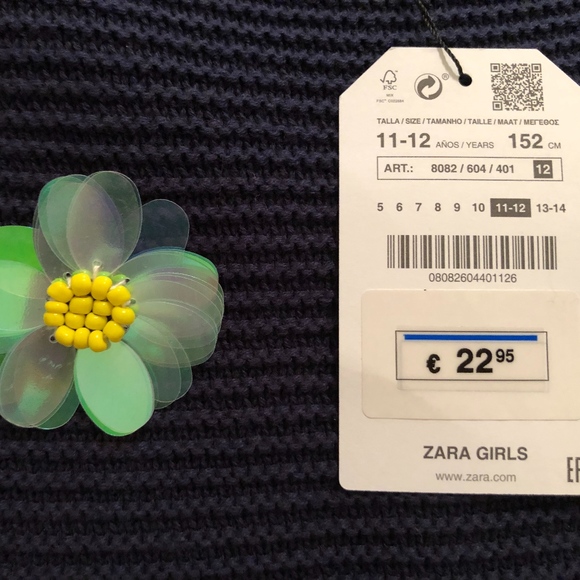 FSC
MIX
®
TALLA / SIZE / TAMANHO / TAILLE / MAAT / ΜΕΓΕΘΟΣ
11-12 AÑOS / YEARS 152 CM
ART.: 8082 / 604 / 401 12
5 6 7 8 9 10 11-12 13-14
08082604401126
€ 22 95
ZARA GIRLS
www.zara.com